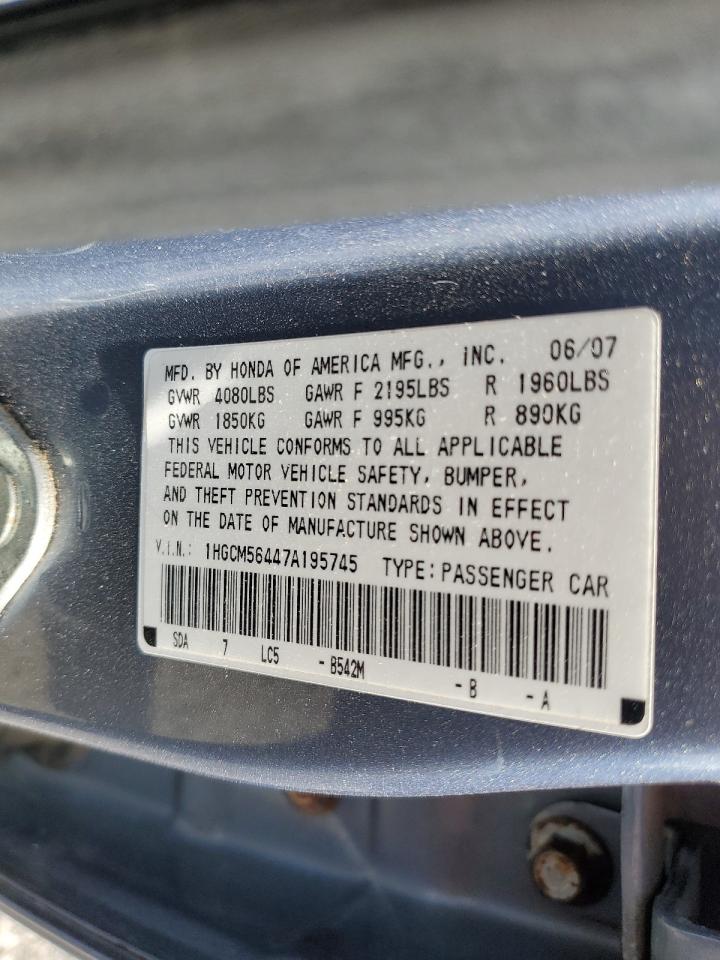 MFD. BY HONDA OF AMERICA MFG., INC. 06/07
GVWR 4080LBS GAWR F 2195LBS R 1960LBS
GVWR 1850KG GAWR F 995KG R 890KG
THIS VEHICLE CONFORMS TO ALL APPLICABLE
FEDERAL MOTOR VEHICLE SAFETY, BUMPER,
AND THEFT PREVENTION STANDARDS IN EFFECT
ON THE DATE OF MANUFACTURE SHOWN ABOVE.
V.I.N.: 1HGCM56447A195745 TYPE:PASSENGER CAR
SDA 7 LC5 -B542M -B -A